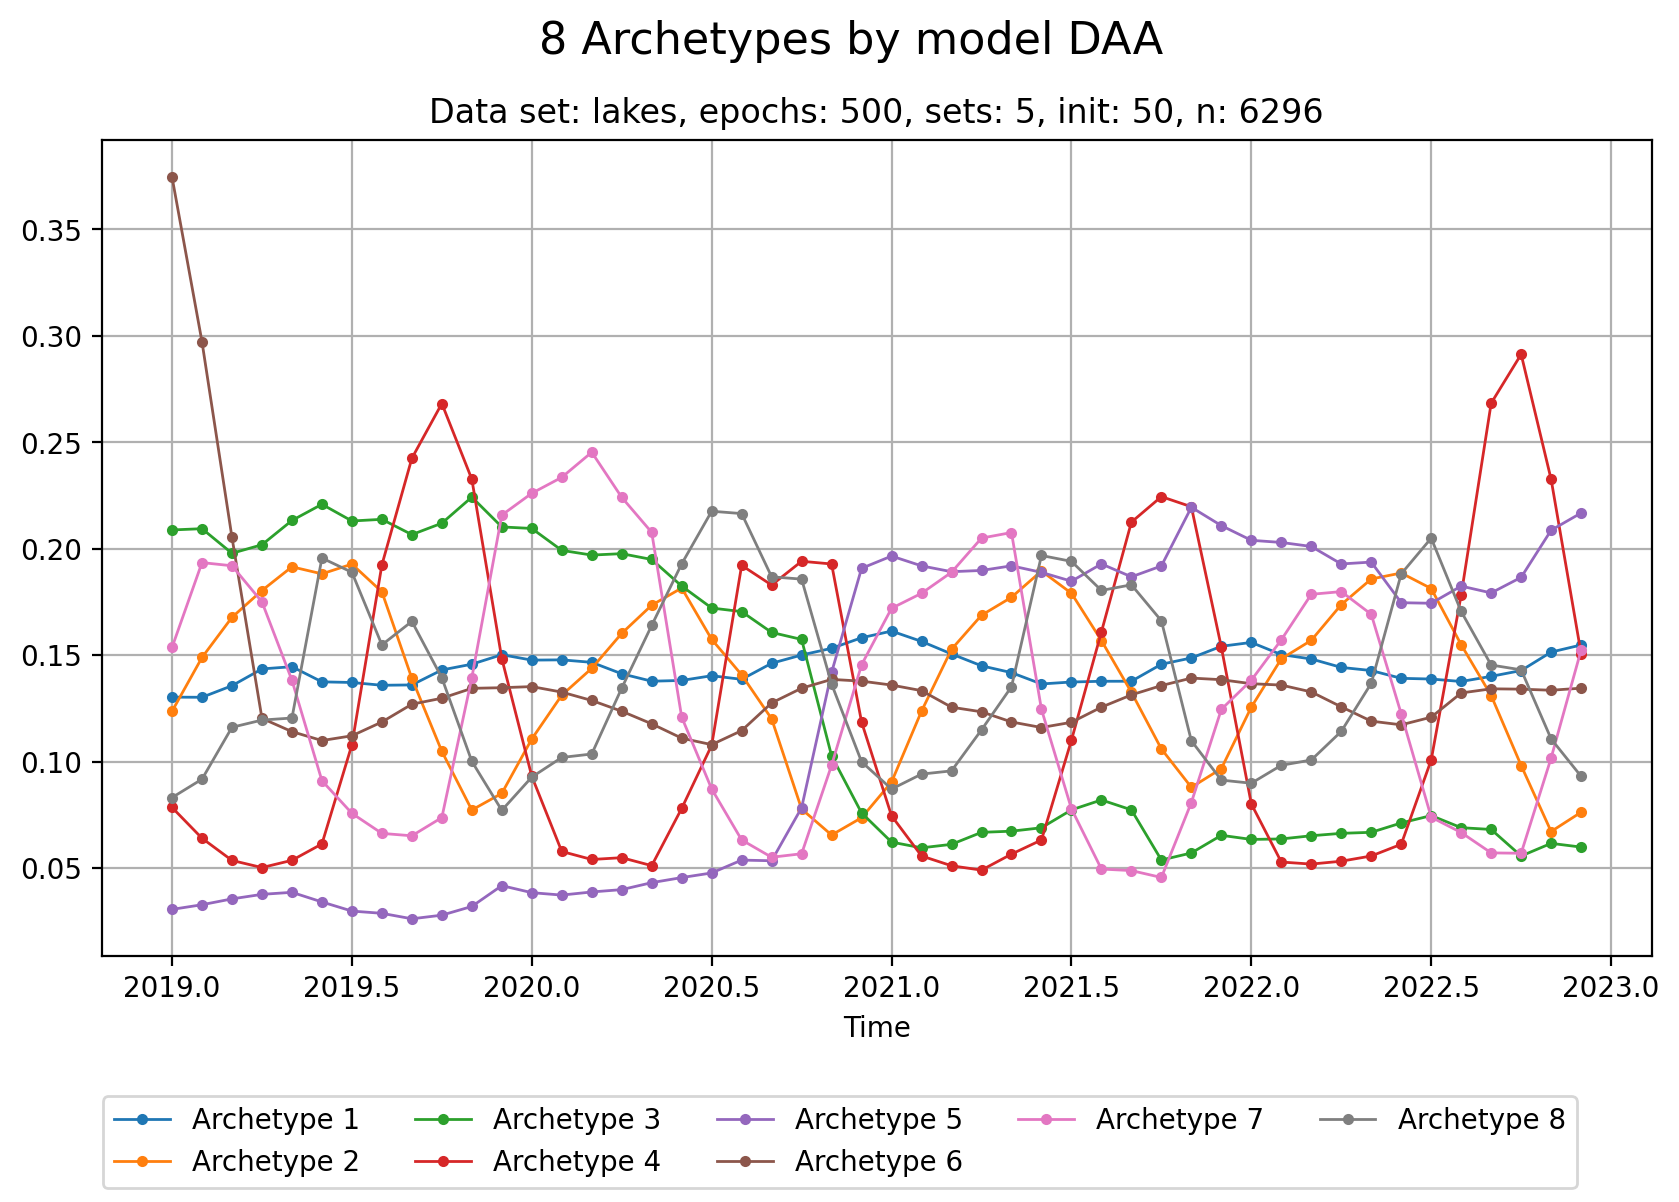 8 Archetypes by model DAA
Data set: lakes, epochs: 500, sets: 5, init: 50, n: 6296
0.35
0.30
0.25
0.20
0.15
0.10
0.05
2019.0 2019.5 2020.0 2020.5 2021.0 2021.5 2022.0 2022.5 2023.0
Time
Archetype 1 Archetype 3 Archetype 5 Archetype 7 Archetype 8
Archetype 2 Archetype 4 Archetype 6